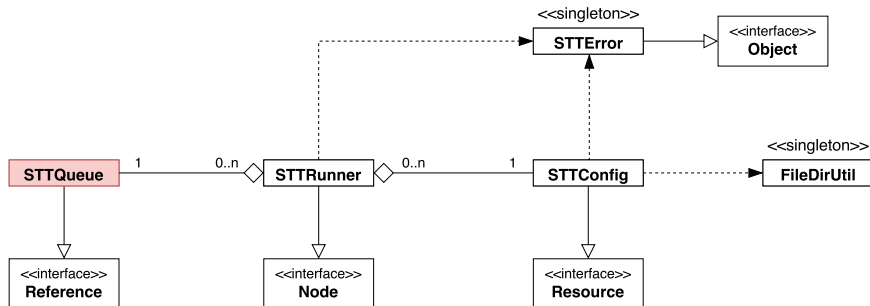 <<singleton>>
STTError
<<interface>>
Object
<<singleton>>
STTQueue
1
0..n
STTRunner
0..n
1
STTConfig
FileDirUtil
<<interface>>
Reference
<<interface>>
Node
<<interface>>
Resource